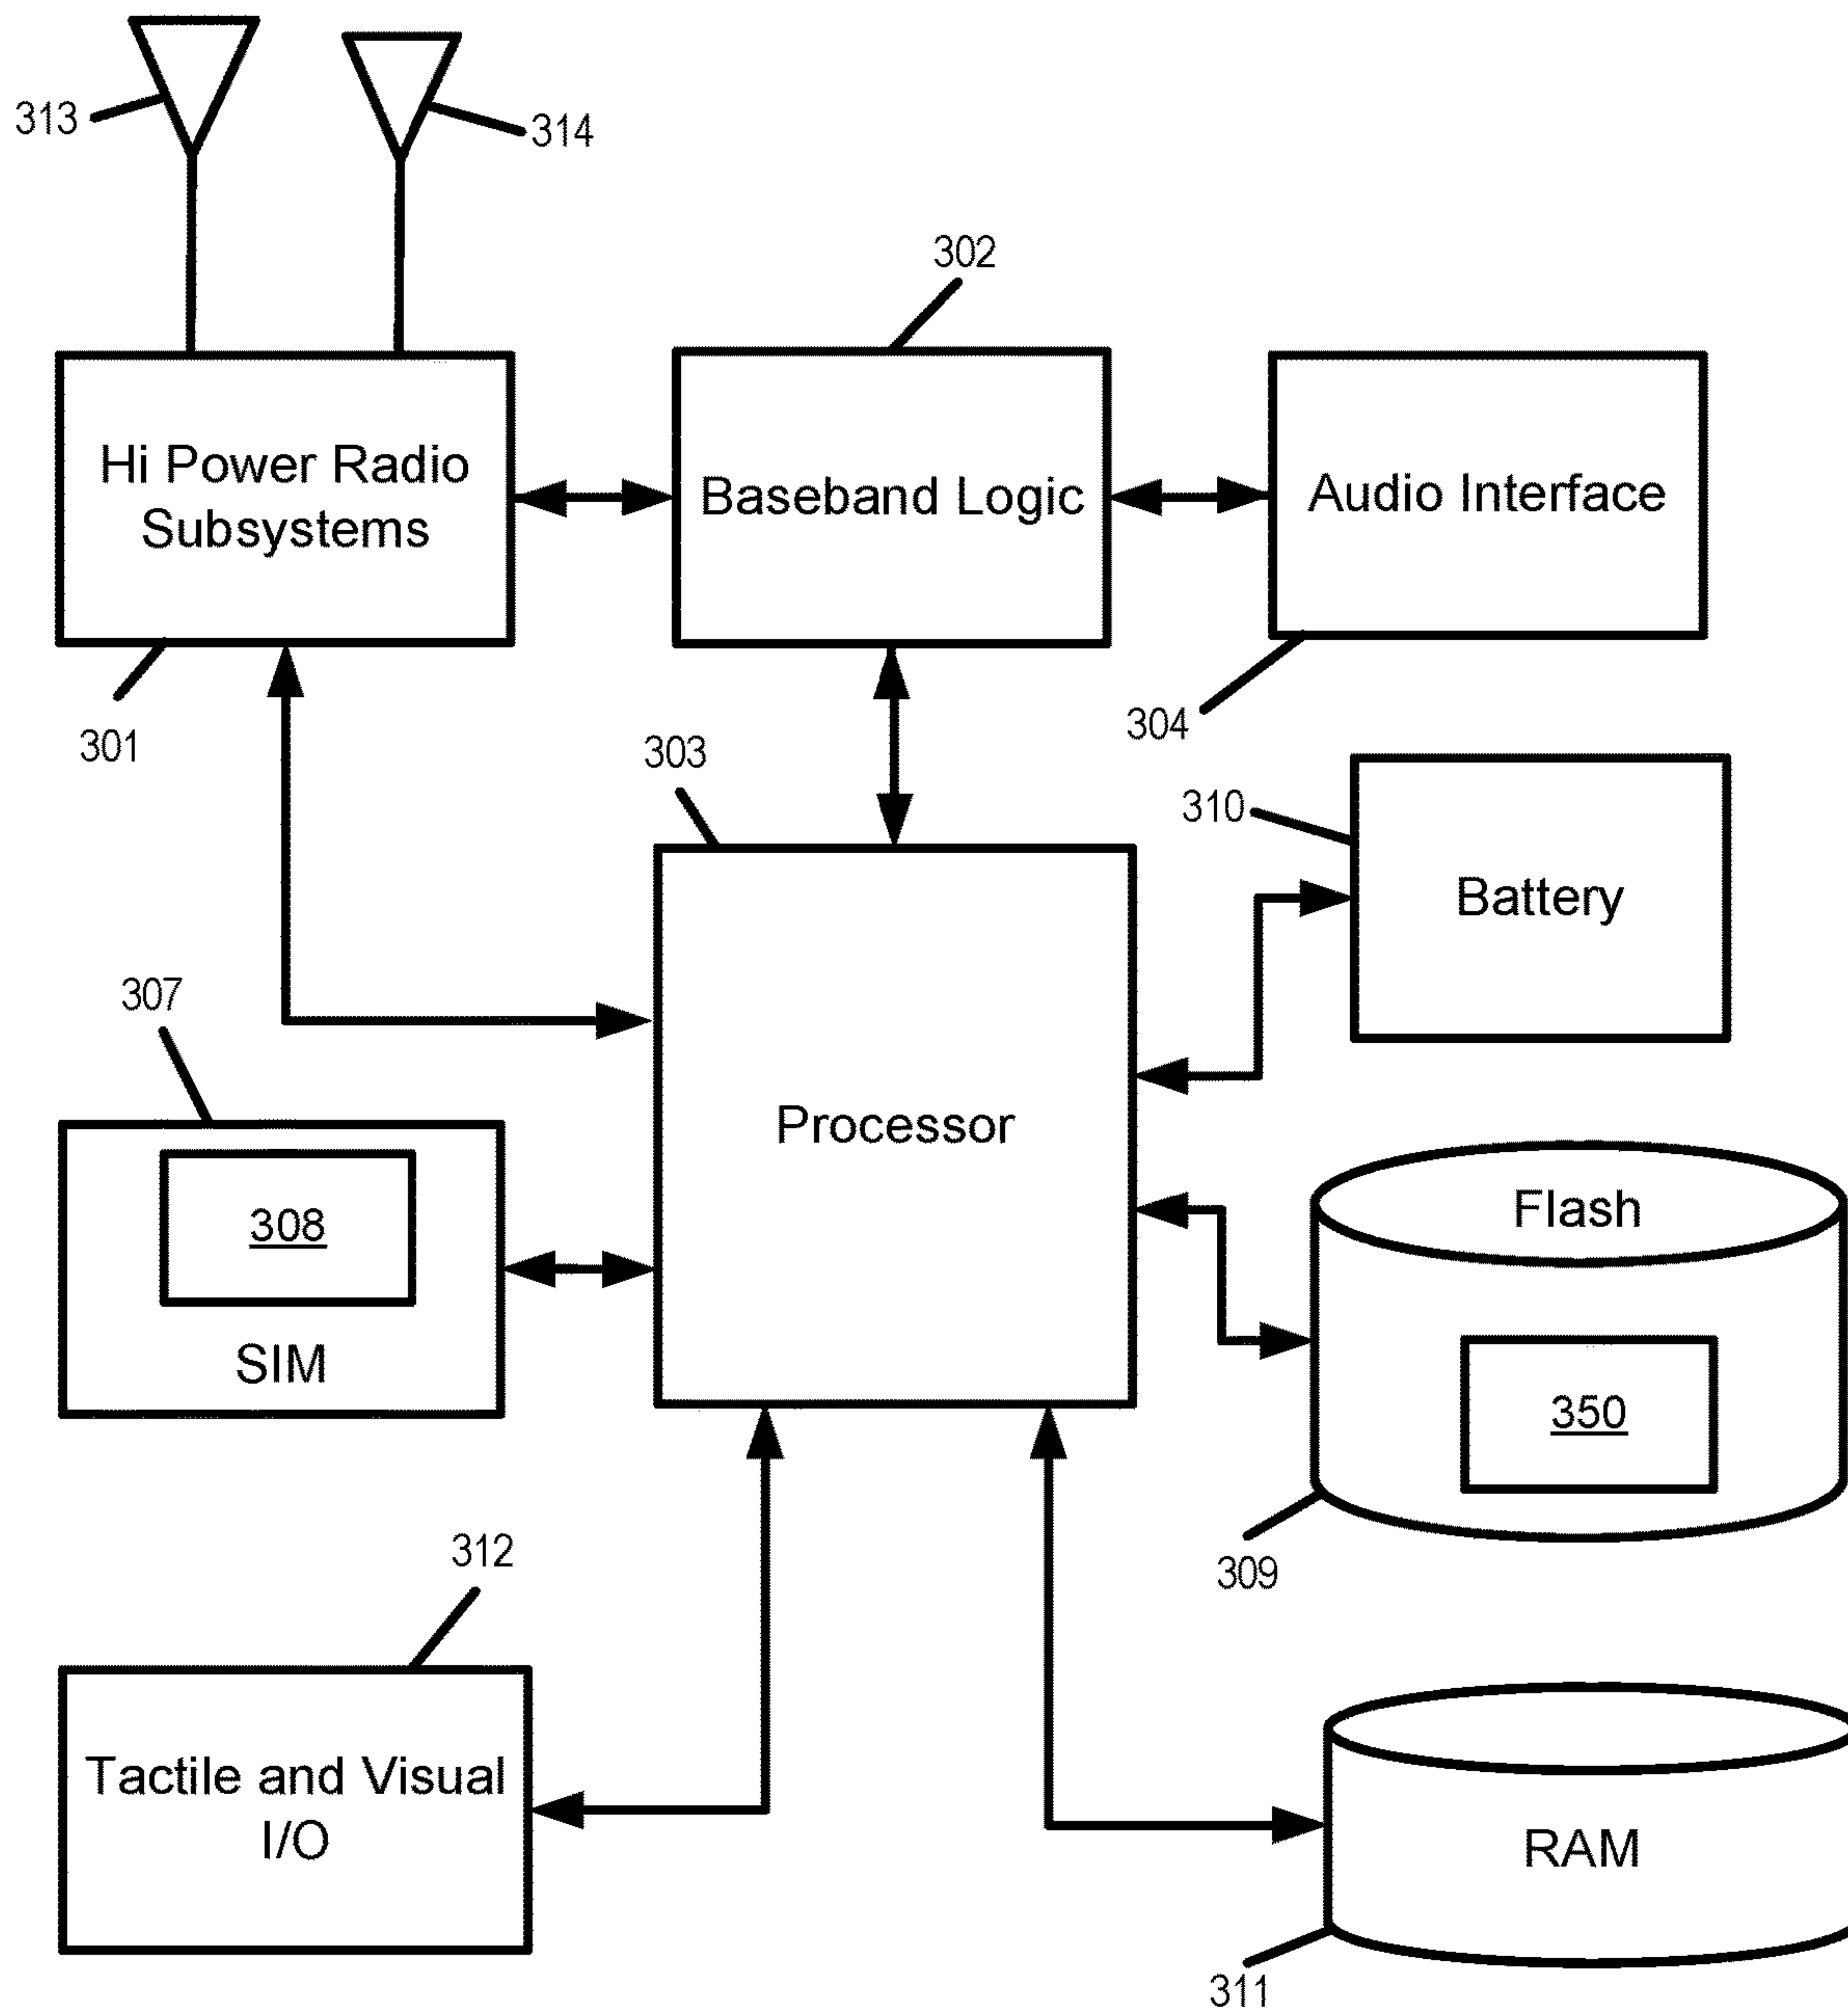 313
314
302
Hi Power Radio
Subsystems
Baseband Logic
Audio Interface
301
303
304
310
Battery
307
308
SIM
Processor
Flash
350
309
312
Tactile and Visual
I/O
RAM
311